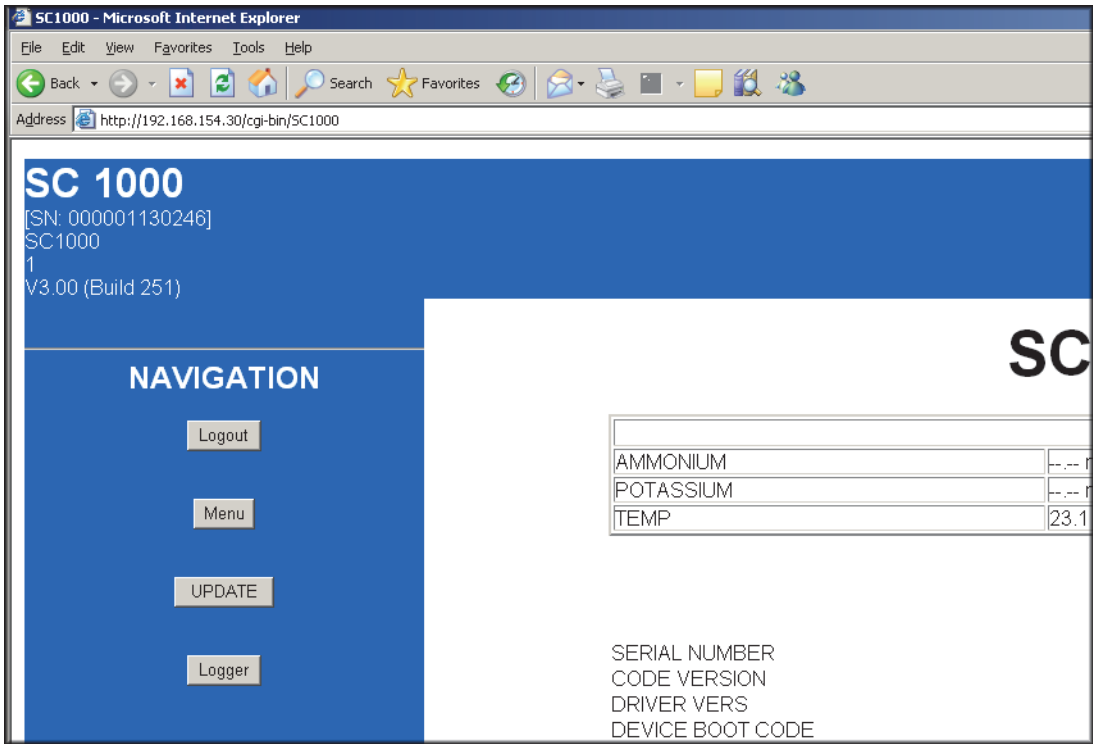 SC1000 - Microsoft Internet Explorer
File Edit View Favorites Tools Help
Back Search Favorites
Address http://192.168.154.30/cgi-bin/SC1000
SC 1000
[SN: 000001130246]
SC1000
1
V3.00 (Build 251)
SC
NAVIGATION
Logout
Menu
UPDATE
Logger
AMMONIUM --.--
POTASSIUM --.--
TEMP 23.1
SERIAL NUMBER
CODE VERSION
DRIVER VERS
DEVICE BOOT CODE